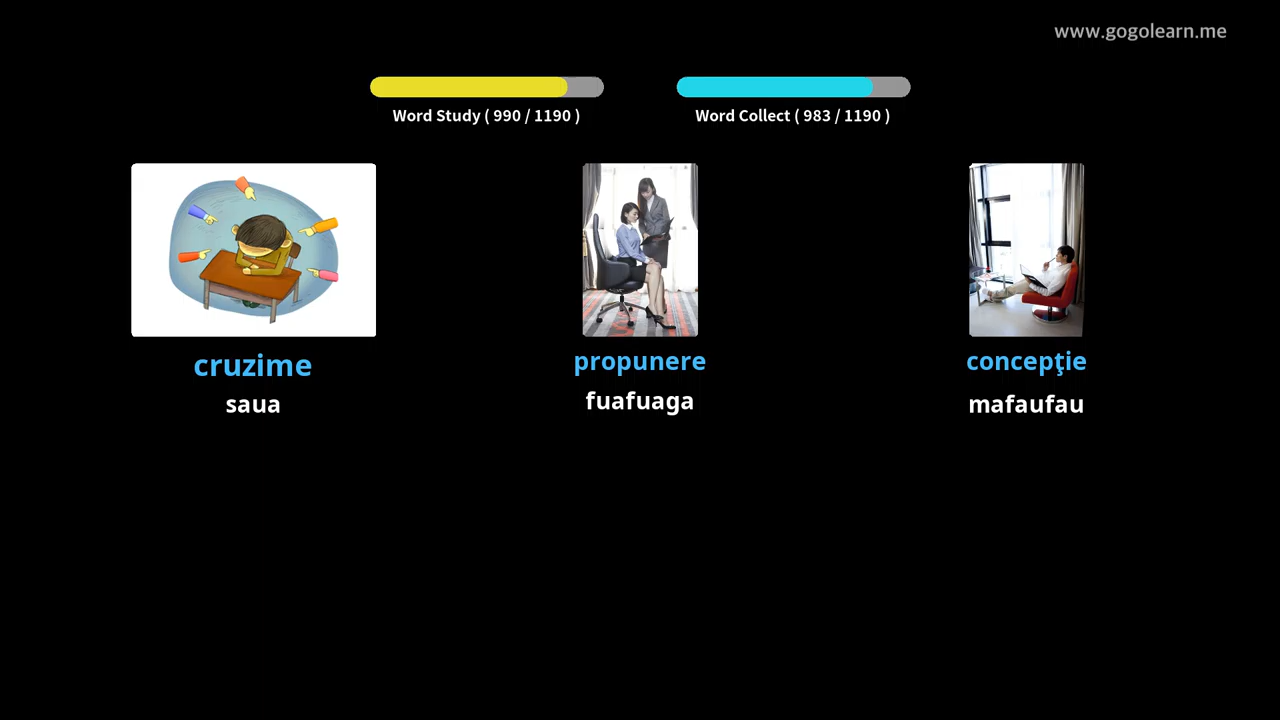 www.gogolearn.me
Word Study ( 990 / 1190 )
Word Collect ( 983 / 1190 )
cruzime
saua
propunere
fuafuaga
concepţie
mafaufau